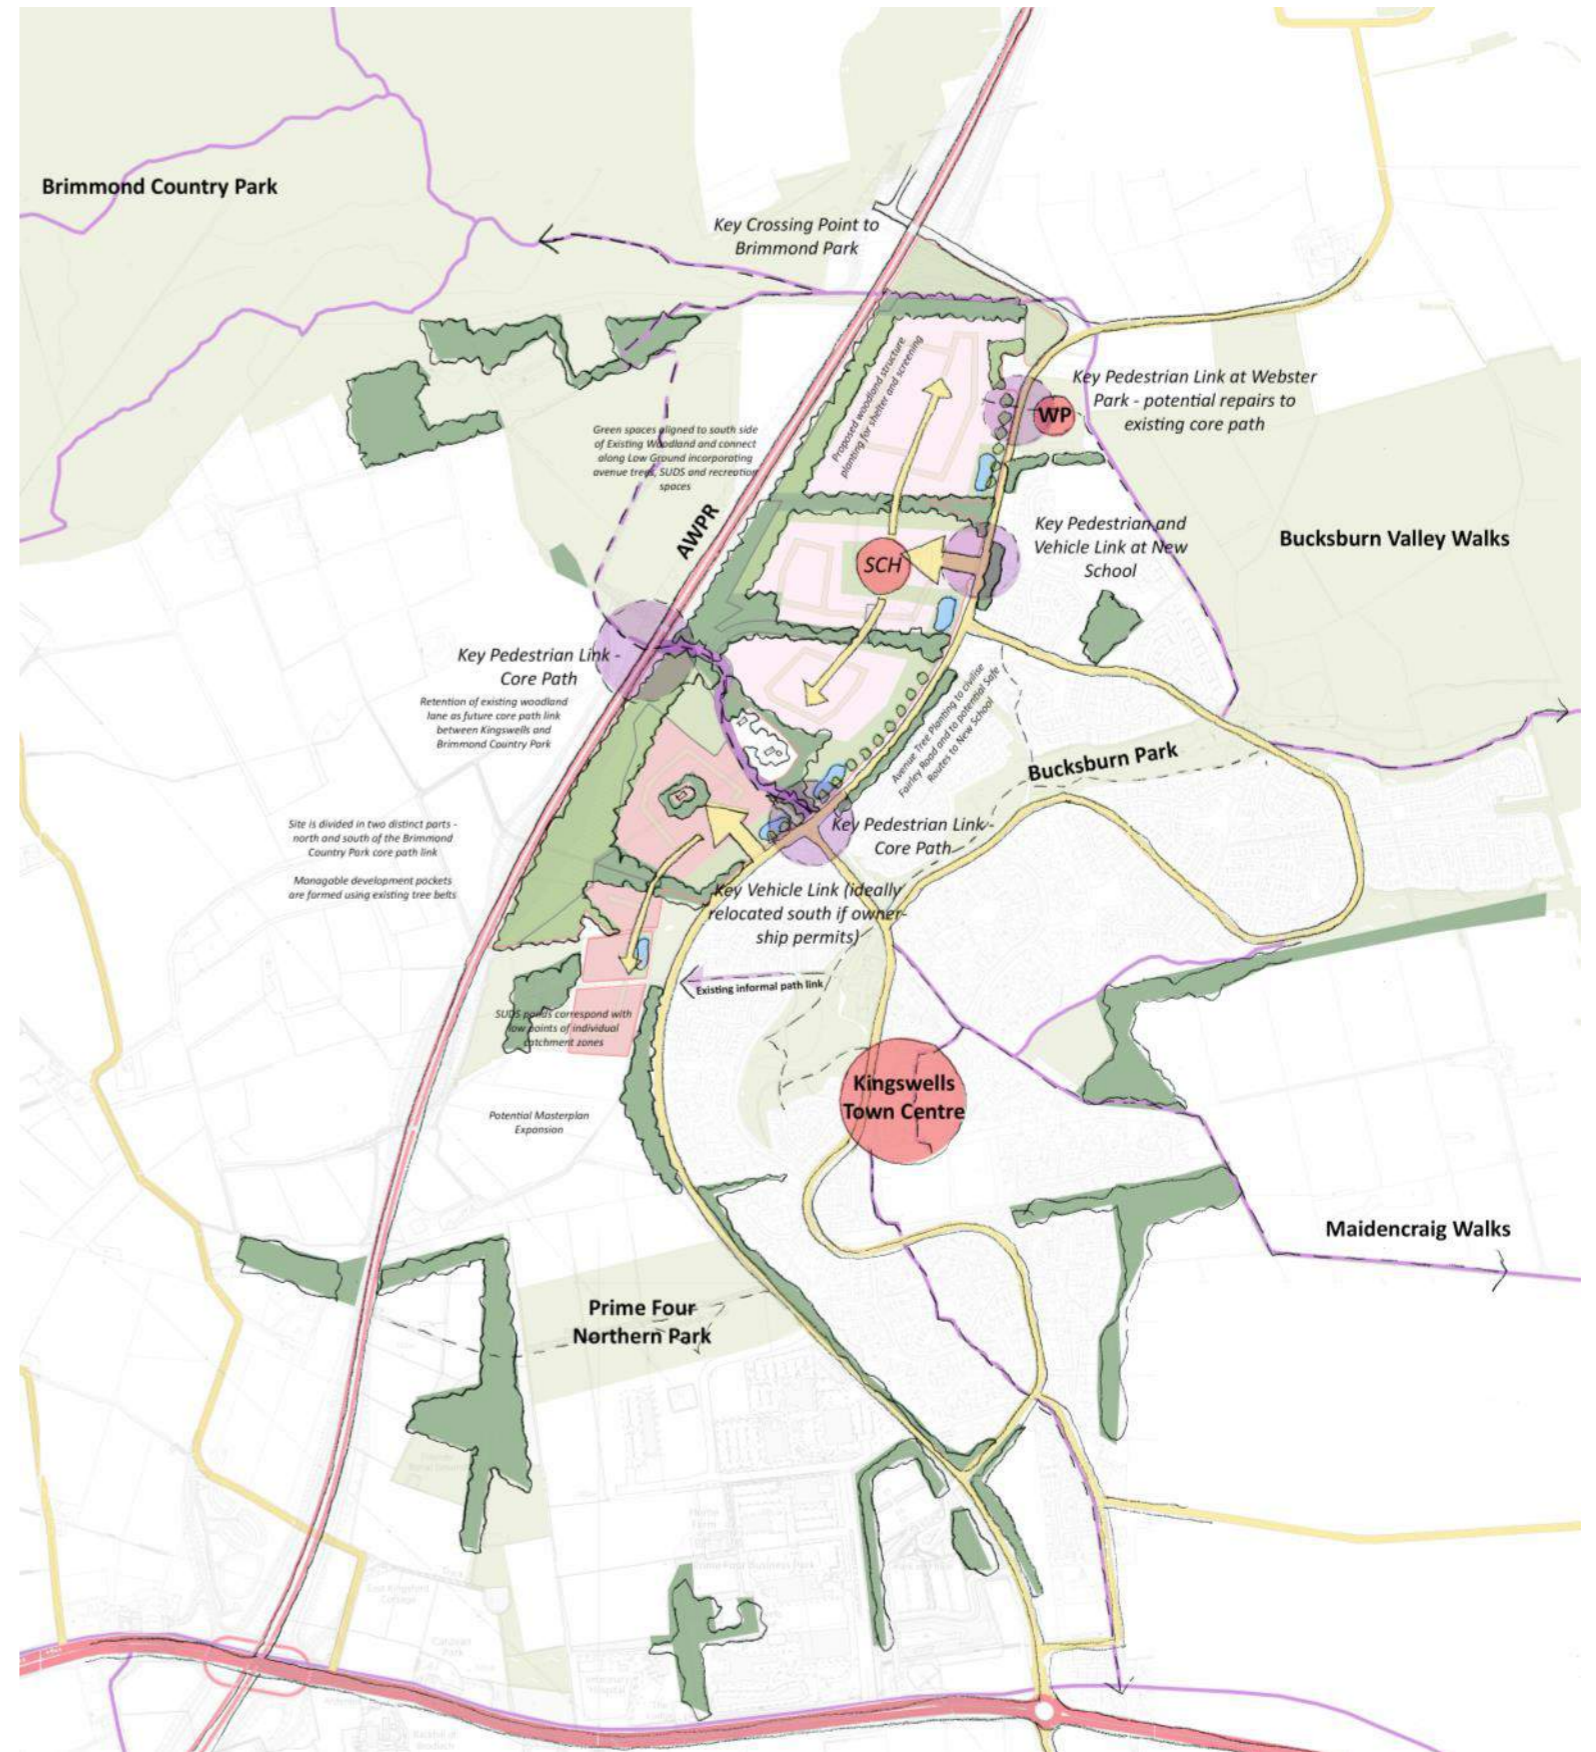 Brimmond Country Park
Key Crossing Point to
Brimmond Park
Proposed woodland structure
planting for shelter and screening
Key Pedestrian Link at Webster
Park - potential repairs to
existing core path
WP
Green spaces aligned to south side
of Existing Woodland and connect
along Low Ground incorporating
avenue trees, SUDS and recreation
spaces
AWPR
Key Pedestrian and
Vehicle Link at New
School
Bucksburn Valley Walks
SCH
Key Pedestrian Link -
Core Path
Retention of existing woodland
lane as future core path link
between Kingswells and
Brimmond Country Park
Avenue Tree Planting to civilise
Fairley Road and to potential Safe
Routes to New School
Bucksburn Park
Site is divided in two distinct parts -
north and south of the Brimmond
Country Park core path link
Managable development pockets
are formed using existing tree belts
Key Pedestrian Link -
Core Path
Key Vehicle Link (ideally
relocated south if owner-
ship permits)
Existing informal path link
SUDS ponds correspond with
low points of individual
catchment zones
Kingswells
Town Centre
Potential Masterplan
Expansion
Maidencraig Walks
Prime Four
Northern Park